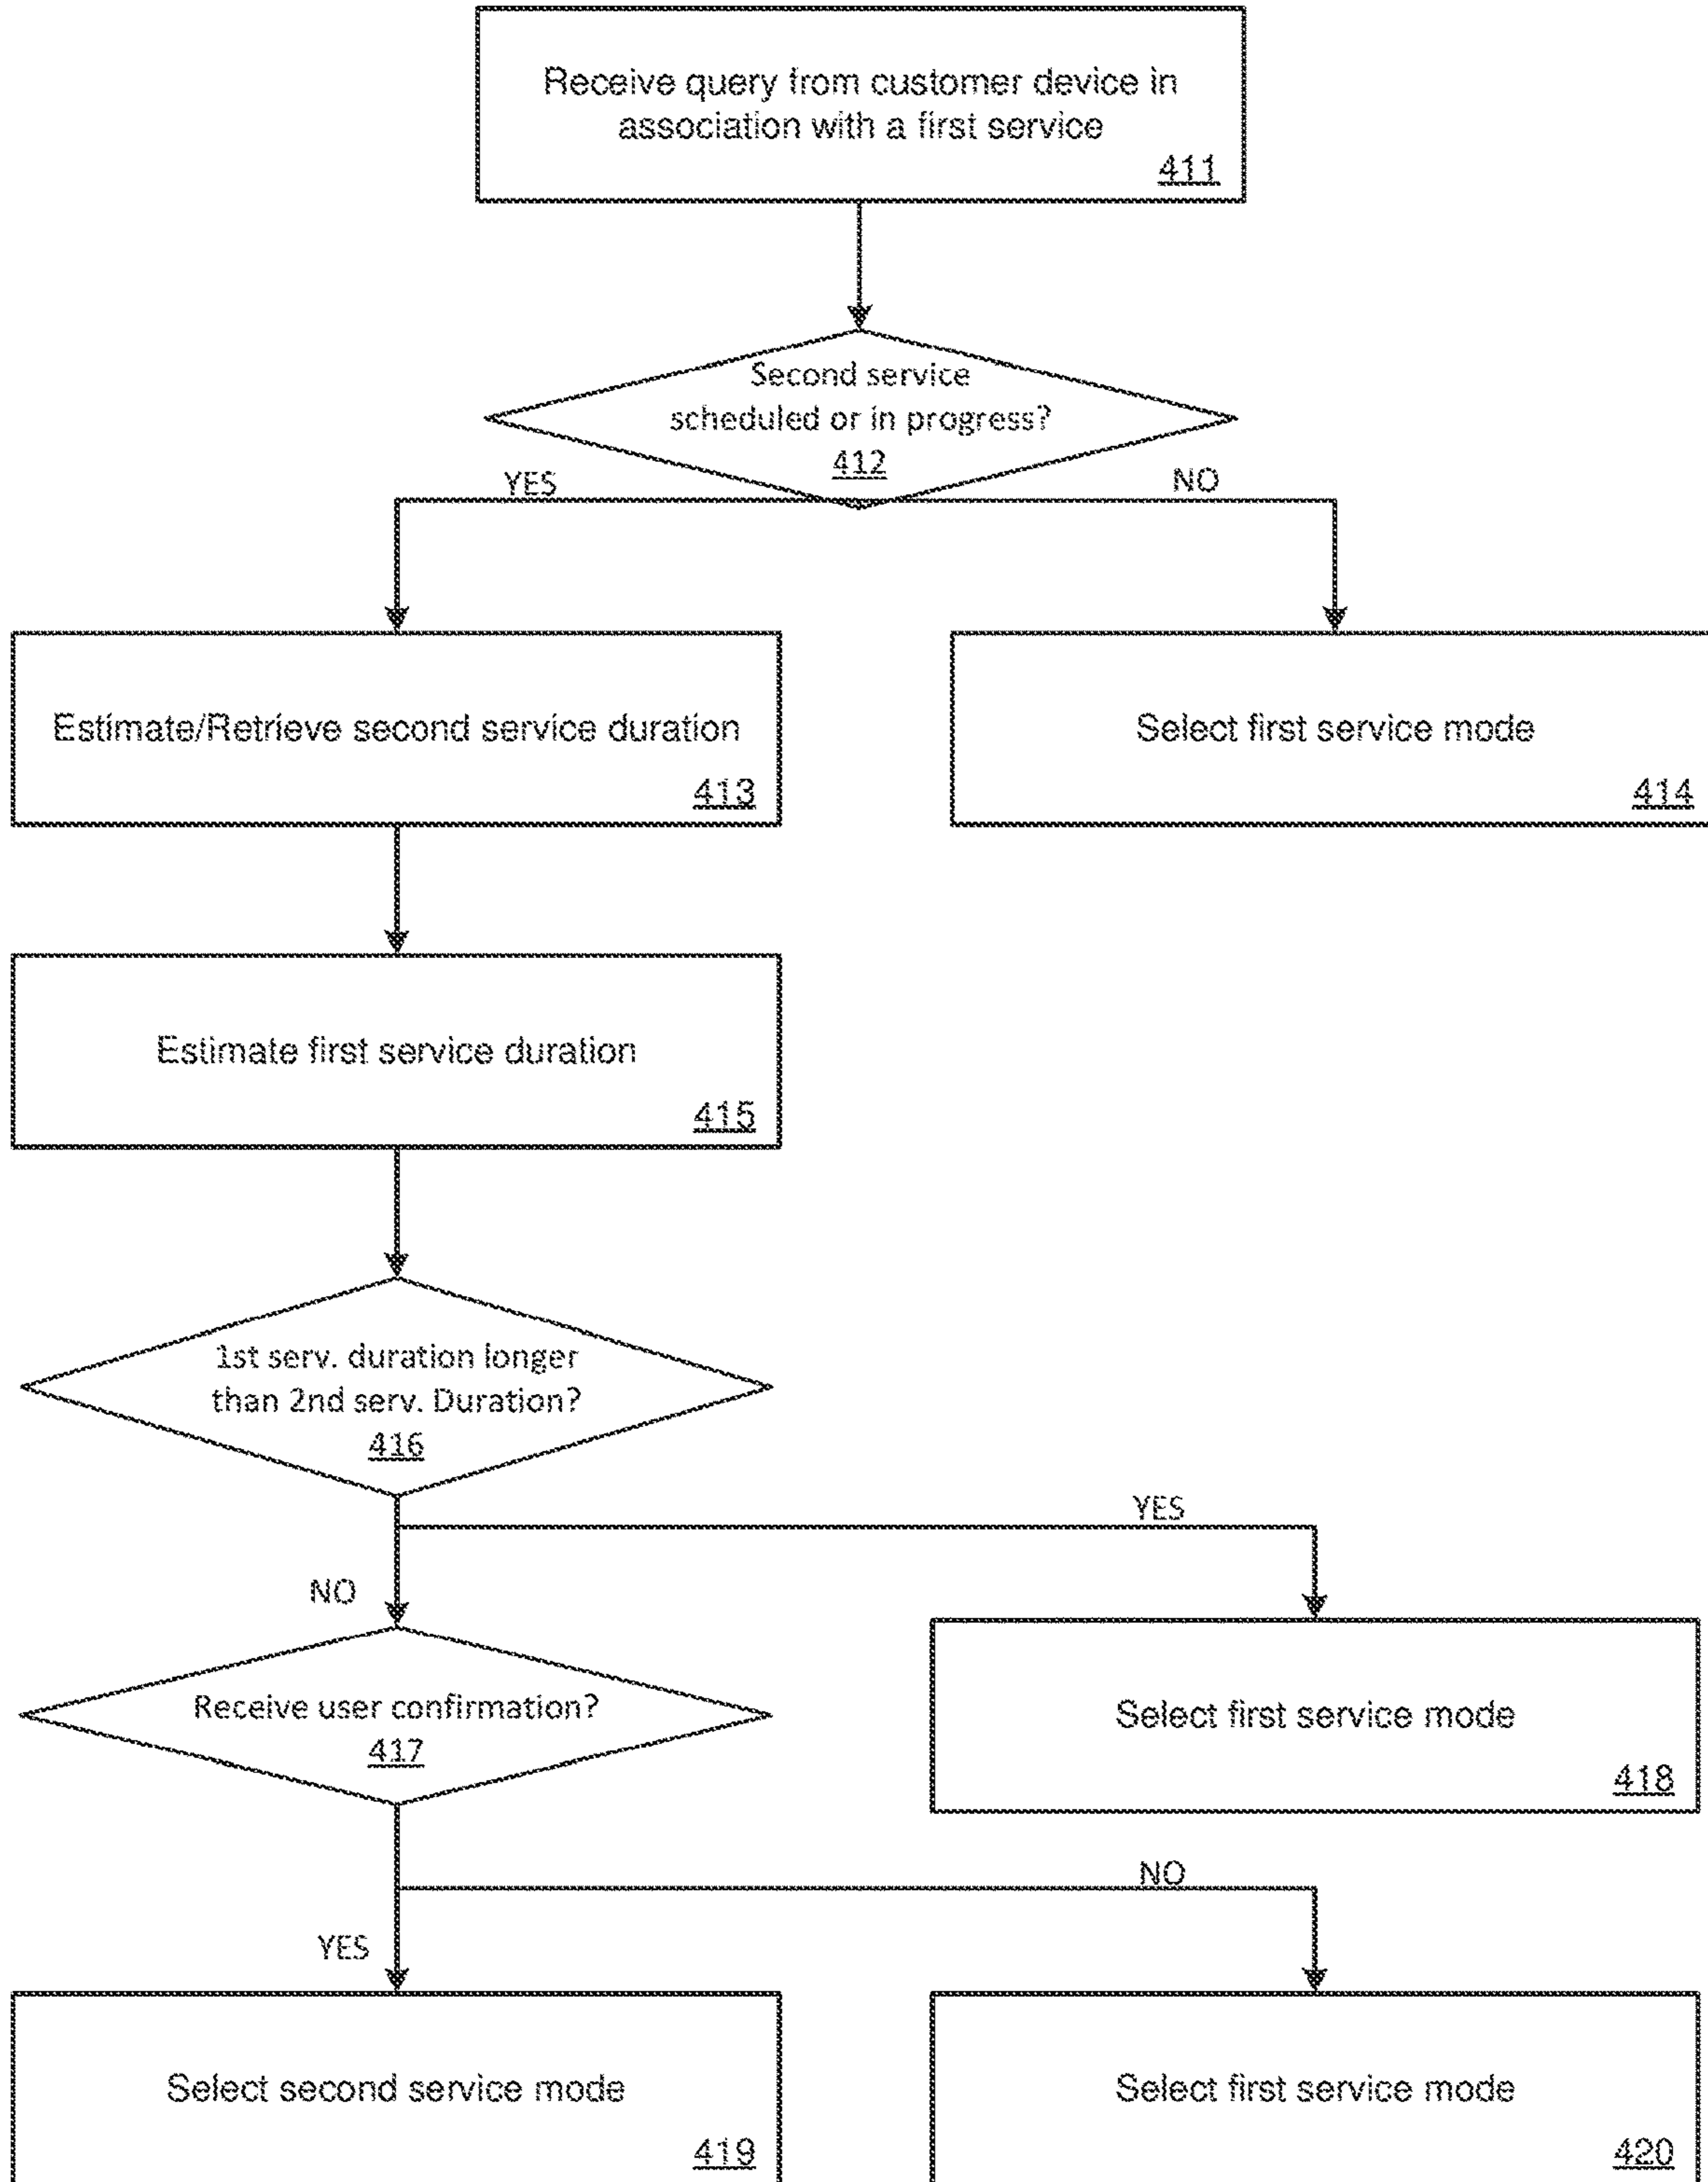 Receive query from customer device in
association with a first service
411
Second service
scheduled or in progress?
412
YES
NO
Estimate/Retrieve second service duration
413
Select first service mode
414
Estimate first service duration
415
1st serv. duration longer
than 2nd serv. Duration?
416
YES
NO
Receive user confirmation?
417
Select first service mode
418
NO
YES
Select second service mode
419
Select first service mode
420